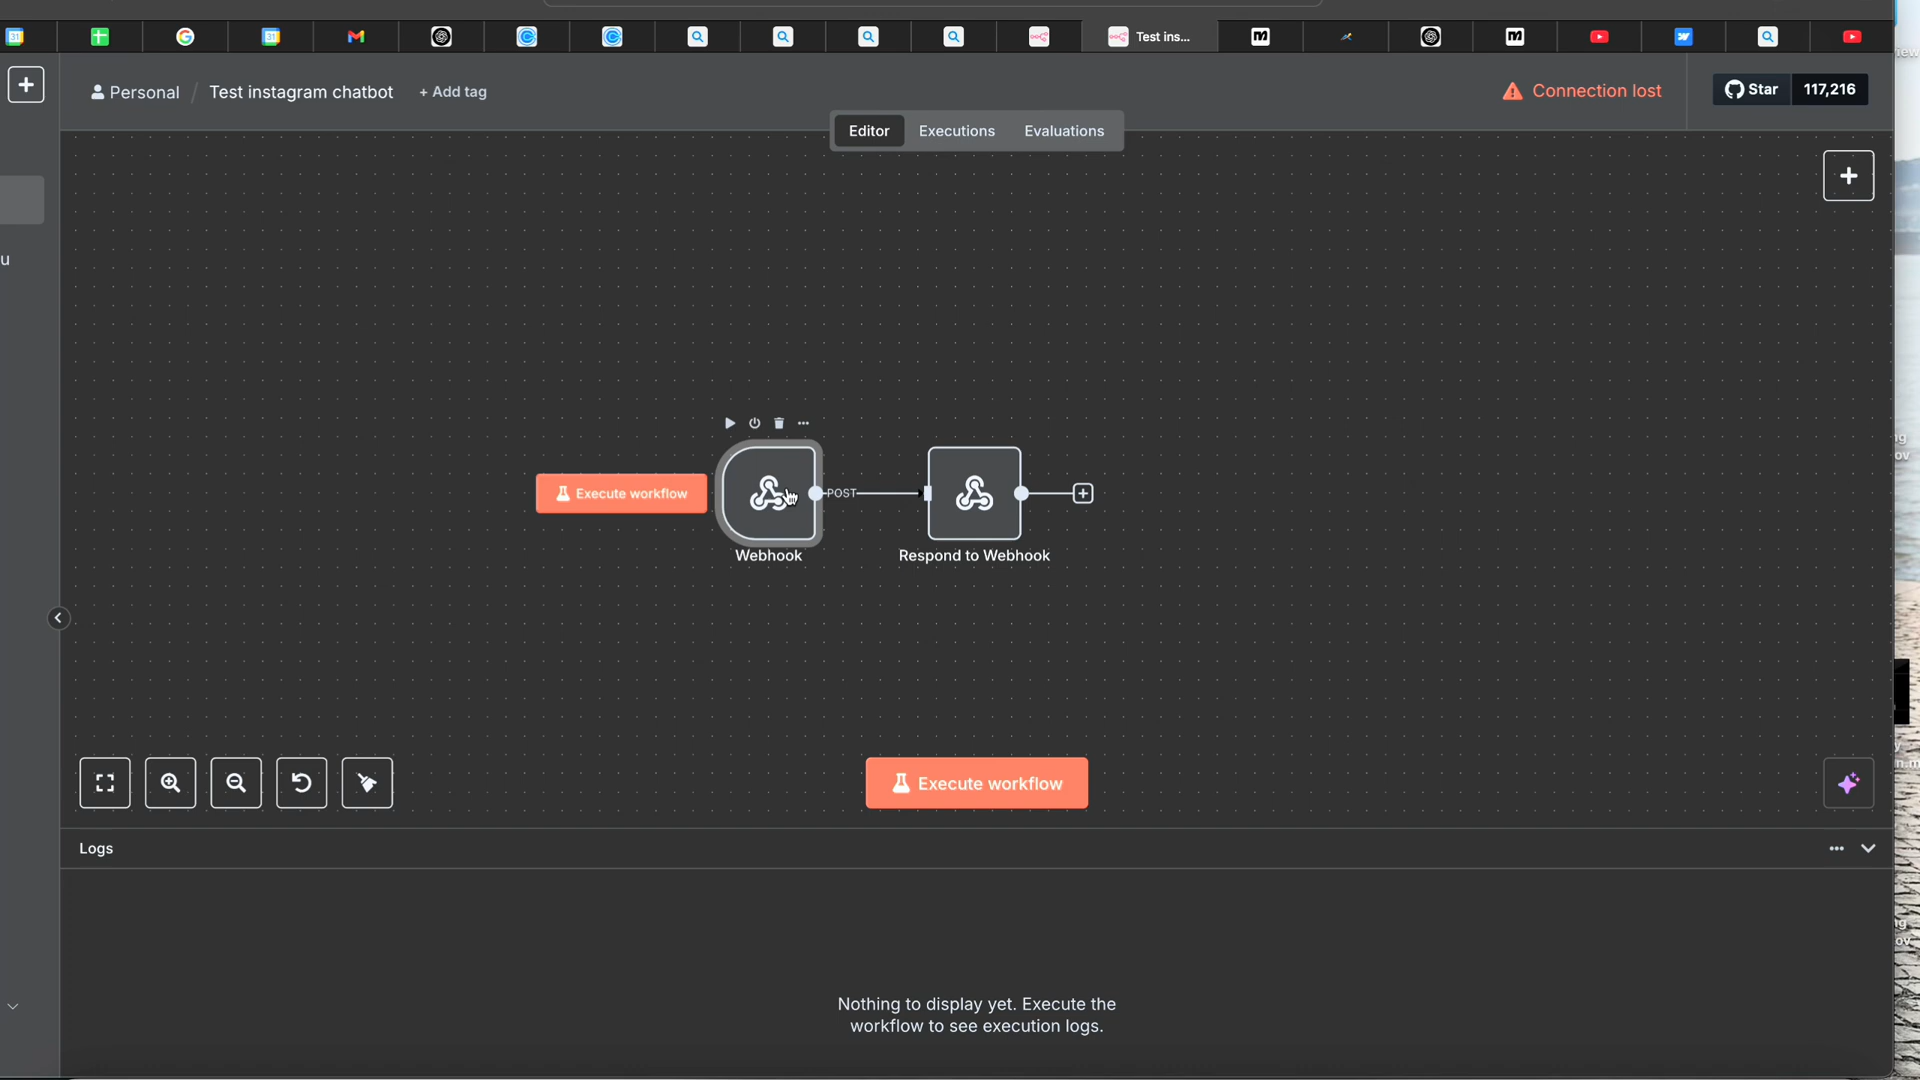 Test ins...
Personal / Test instagram chatbot + Add tag
Connection lost
Star 117,216
Editor Executions Evaluations
u
Execute workflow
POST
Webhook
Respond to Webhook
Execute workflow
Logs
Nothing to display yet. Execute the
workflow to see execution logs.